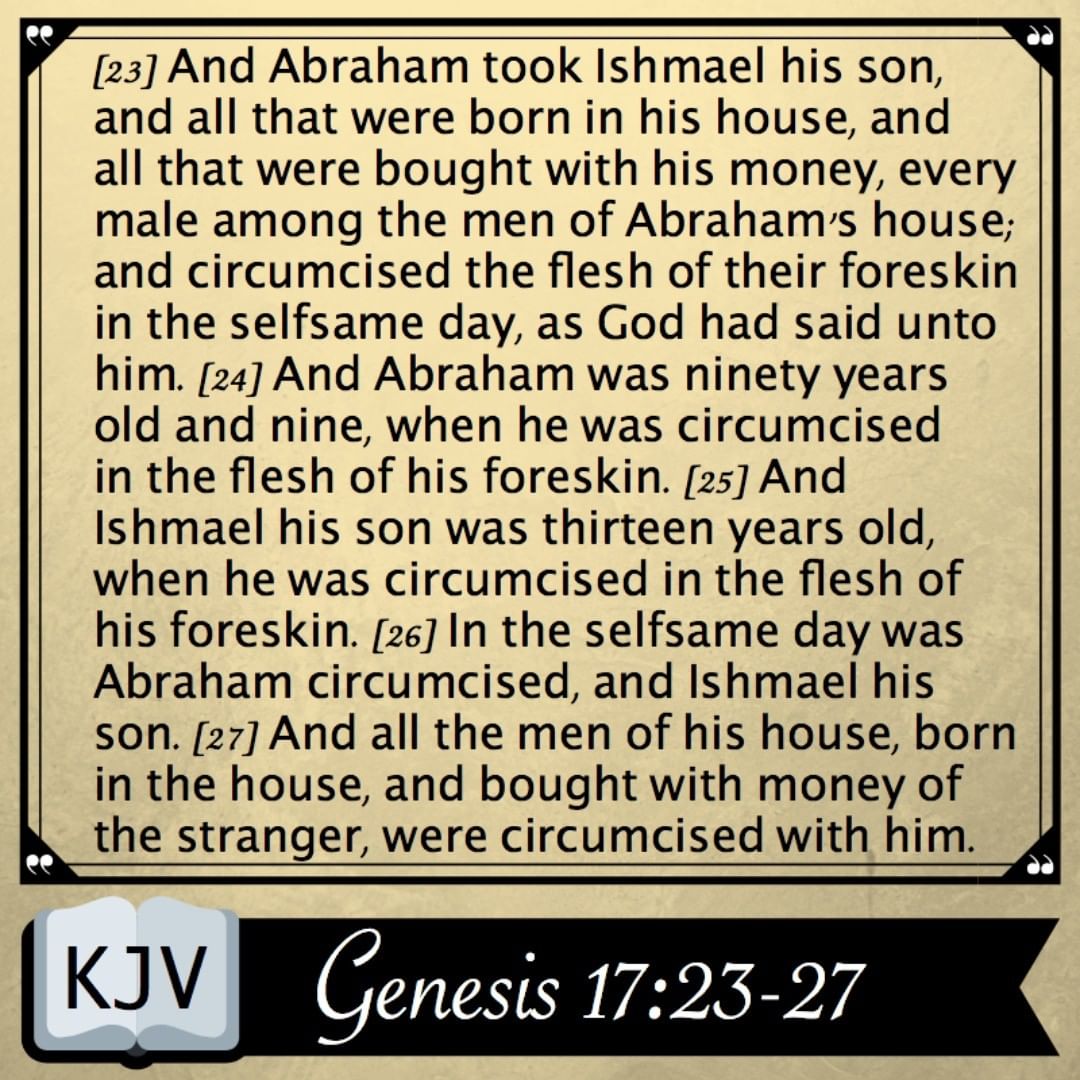 [23] And Abraham took Ishmael his son,
and all that were born in his house, and
all that were bought with his money, every
male among the men of Abraham's house;
and circumcised the flesh of their foreskin
in the selfsame day, as God had said unto
him. [24] And Abraham was ninety years
old and nine, when he was circumcised
in the flesh of his foreskin. [25] And
Ishmael his son was thirteen years old,
when he was circumcised in the flesh of
his foreskin. [26] In the selfsame day was
Abraham circumcised, and Ishmael his
son. [27] And all the men of his house, born
in the house, and bought with money of
the stranger, were circumcised with him.
KJV
Genesis 17:23-27